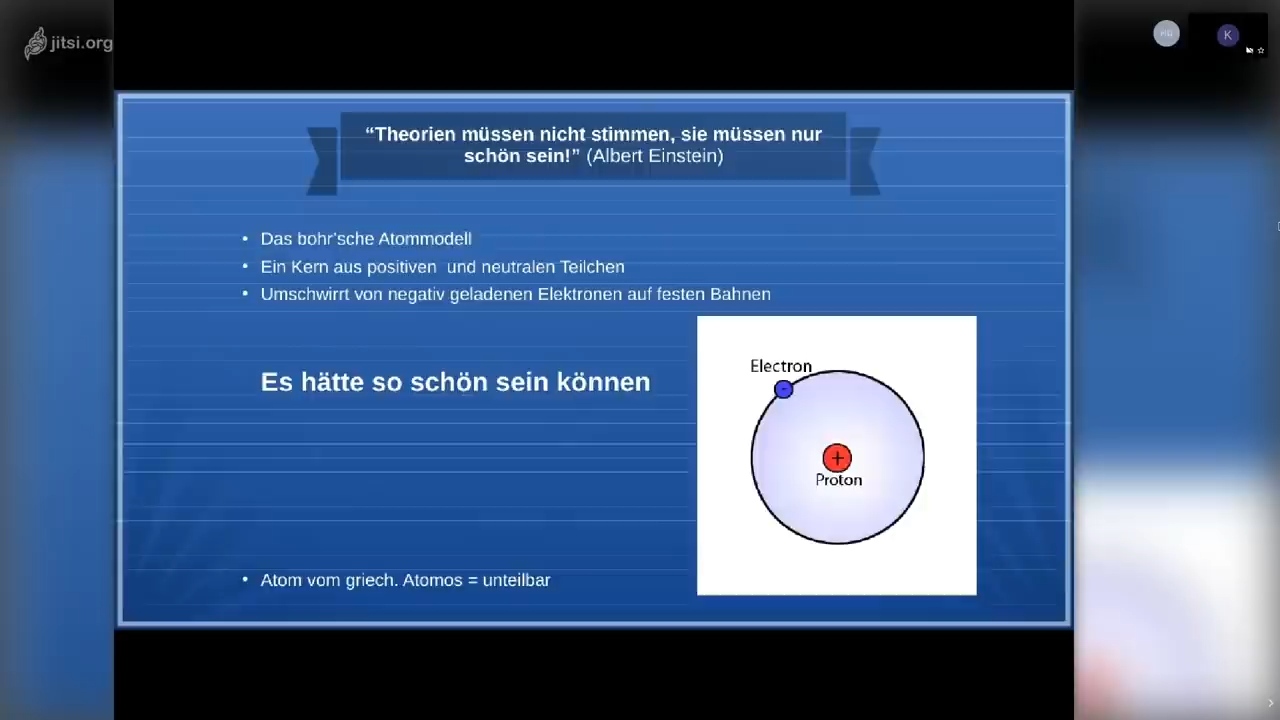 jitsi.org
MG
K
“Theorien müssen nicht stimmen, sie müssen nur
schön sein!” (Albert Einstein)
• Das bohr’sche Atommodell
• Ein Kern aus positiven  und neutralen Teilchen
• Umschwirrt von negativ geladenen Elektronen auf festen Bahnen
Es hätte so schön sein können
Electron
-
+
Proton
• Atom vom griech. Atomos = unteilbar